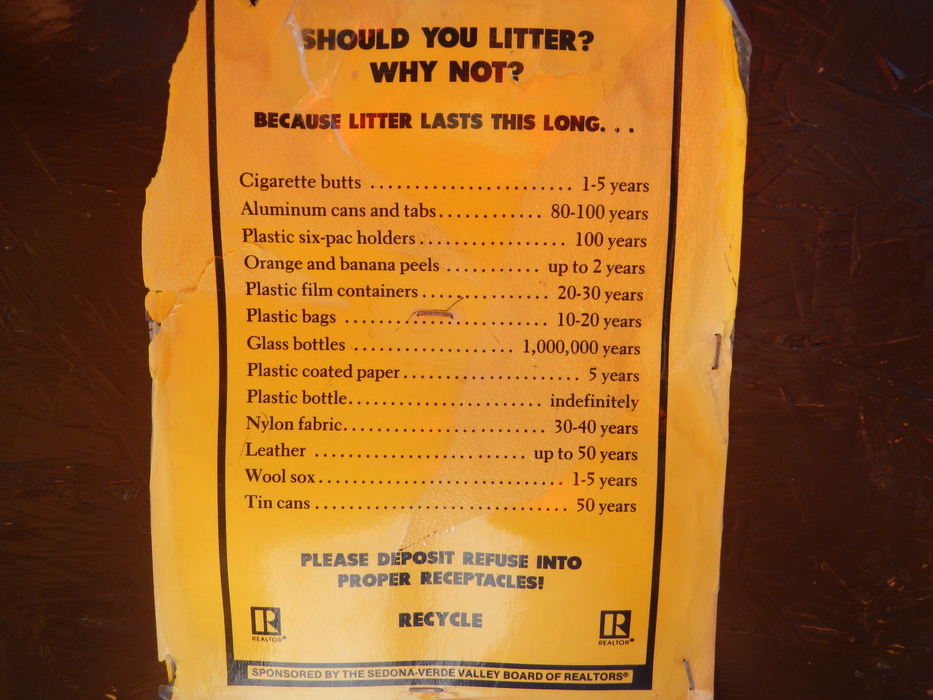 SHOULD YOU LITTER?
WHY NOT?
BECAUSE LITTER LASTS THIS LONG. . .
Cigarette butts ........................ 1-5 years
Aluminum cans and tabs............ 80-100 years
Plastic six-pac holders................. 100 years
Orange and banana peels ........... up to 2 years
Plastic film containers............... 20-30 years
Plastic bags ........................ 10-20 years
Glass bottles ................... 1,000,000 years
Plastic coated paper..................... 5 years
Plastic bottle....................... indefinitely
Nylon fabric........................ 30-40 years
Leather ......................... up to 50 years
Wool sox............................. 1-5 years
Tin cans ............................. 50 years
PLEASE DEPOSIT REFUSE INTO
PROPER RECEPTACLES!
RECYCLE
R R
REALTOR® REALTOR®
SPONSORED BY THE SEDONA-VERDE VALLEY BOARD OF REALTORS®